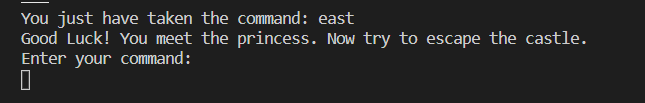 You just have taken the command: east
Good Luck! You meet the princess. Now try to escape the castle.
Enter your command: